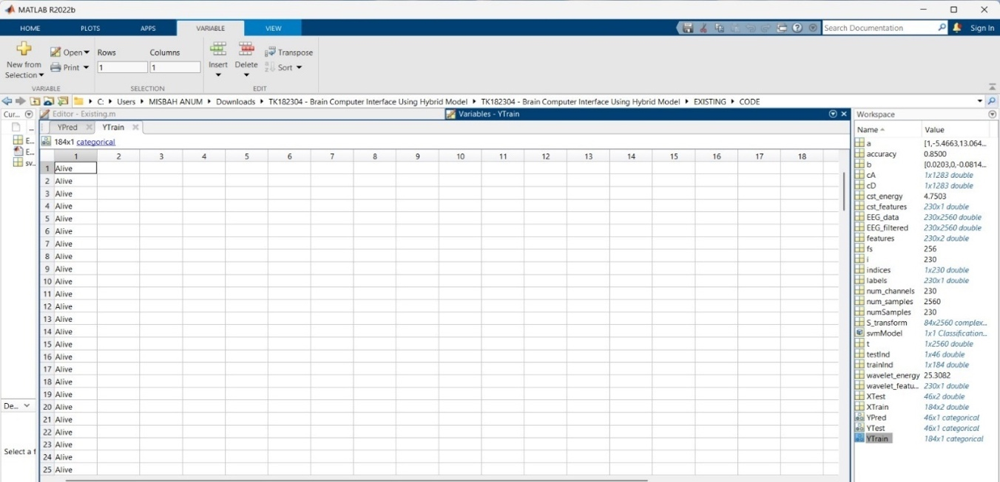 MATLAB R2022b
HOME PLOTS APPS VARIABLE VIEW Search Documentation Sign In
New from Selection Open Print Rows 1 Columns 1 Insert Delete Transpose Sort
VARIABLE SELECTION EDIT
C: Users MISBAH ANUM Downloads TK182304 - Brain Computer Interface Using Hybrid Model TK182304 - Brain Computer Interface Using Hybrid Model EXISTING CODE
Cur... Editor - Existing.m Variables - YTrain Workspace
YPred YTrain
184x1 categorical
1 2 3 4 5 6 7 8 9 10 11 12 13 14 15 16 17 18
1 Alive
2 Alive
3 Alive
4 Alive
5 Alive
6 Alive
7 Alive
8 Alive
9 Alive
10 Alive
11 Alive
12 Alive
13 Alive
14 Alive
15 Alive
16 Alive
17 Alive
18 Alive
19 Alive
20 Alive
21 Alive
22 Alive
23 Alive
24 Alive
25 Alive
...
E...
E...
sv...
De...
Select a f
Name Value
a [1,-5.4663,13.064...
accuracy 0.8500
b [0.0203,0,-0.0814...
cA 1x1283 double
cD 1x1283 double
cst_energy 4.7503
cst_features 230x1 double
EEG_data 230x2560 double
EEG_filtered 230x2560 double
features 230x2 double
fs 256
i 230
indices 1x230 double
labels 230x1 double
num_channels 230
num_samples 2560
numSamples 230
S_transform 84x2560 complex...
svmModel 1x1 Classification...
t 1x2560 double
testInd 1x46 double
trainInd 1x184 double
wavelet_energy 25.3082
wavelet_featu... 230x1 double
XTest 46x2 double
XTrain 184x2 double
YPred 46x1 categorical
YTest 46x1 categorical
YTrain 184x1 categorical